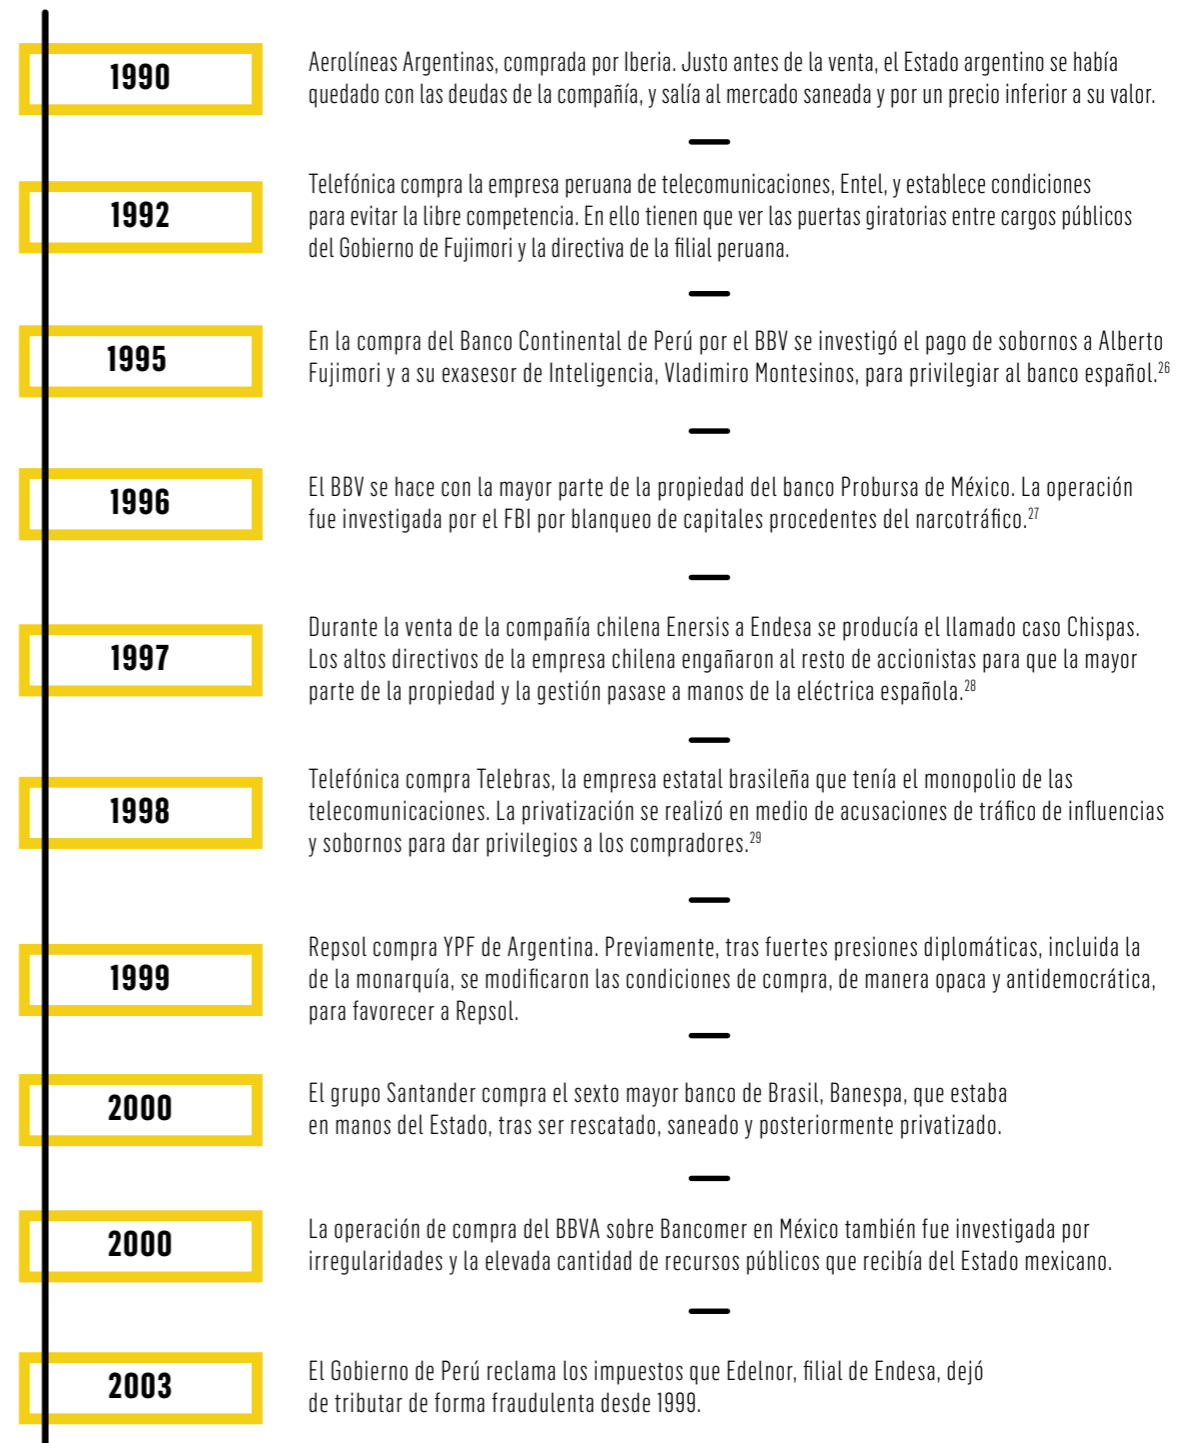 1990
Aerolíneas Argentinas, comprada por Iberia. Justo antes de la venta, el Estado argentino se había
quedado con las deudas de la compañía, y salía al mercado saneada y por un precio inferior a su valor.
1992
Telefónica compra la empresa peruana de telecomunicaciones, Entel, y establece condiciones
para evitar la libre competencia. En ello tienen que ver las puertas giratorias entre cargos públicos
del Gobierno de Fujimori y la directiva de la filial peruana.
1995
En la compra del Banco Continental de Perú por el BBV se investigó el pago de sobornos a Alberto
Fujimori y a su exasesor de Inteligencia, Vladimiro Montesinos, para privilegiar al banco español.26
1996
El BBV se hace con la mayor parte de la propiedad del banco Probursa de México. La operación
fue investigada por el FBI por blanqueo de capitales procedentes del narcotráfico.27
1997
Durante la venta de la compañía chilena Enersis a Endesa se producía el llamado caso Chispas.
Los altos directivos de la empresa chilena engañaron al resto de accionistas para que la mayor
parte de la propiedad y la gestión pasase a manos de la eléctrica española.28
1998
Telefónica compra Telebras, la empresa estatal brasileña que tenía el monopolio de las
telecomunicaciones. La privatización se realizó en medio de acusaciones de tráfico de influencias
y sobornos para dar privilegios a los compradores.29
1999
Repsol compra YPF de Argentina. Previamente, tras fuertes presiones diplomáticas, incluida la
de la monarquía, se modificaron las condiciones de compra, de manera opaca y antidemocrática,
para favorecer a Repsol.
2000
El grupo Santander compra el sexto mayor banco de Brasil, Banespa, que estaba
en manos del Estado, tras ser rescatado, saneado y posteriormente privatizado.
2000
La operación de compra del BBVA sobre Bancomer en México también fue investigada por
irregularidades y la elevada cantidad de recursos públicos que recibía del Estado mexicano.
2003
El Gobierno de Perú reclama los impuestos que Edelnor, filial de Endesa, dejó
de tributar de forma fraudulenta desde 1999.